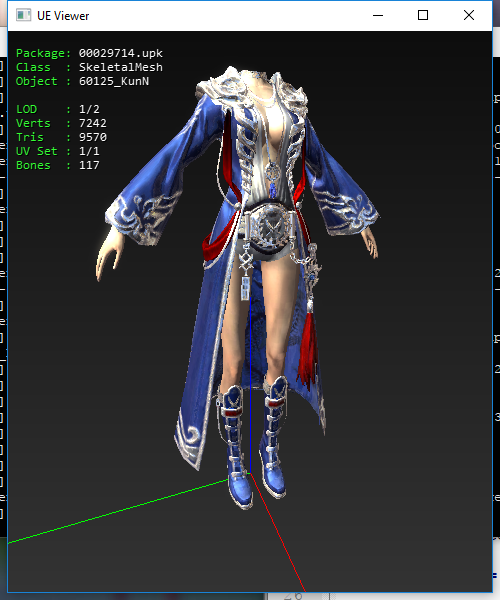 UE Viewer
Package: 00029714.upk
Class : SkeletalMesh
Object : 60125_KunN
LOD : 1/2
Verts : 7242
Tris : 9570
UV Set : 1/1
Bones : 117
26